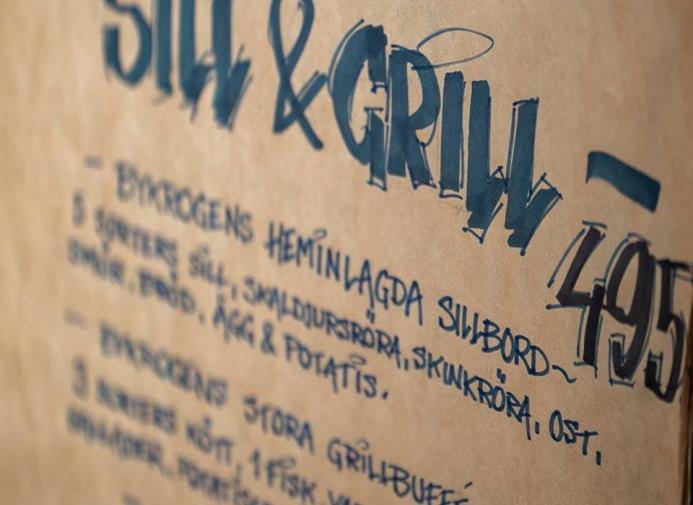 SILL & GRILL –
495
– BYKROGENS HEMINLAGDA SILLBORD~
5 SORTERS SILL, SKALDJURSRÖRA, SKINKRÖRA, OST,
SMÖR, BRÖD, ÄGG & POTATIS.
– BYKROGENS STORA GRILLBUFFÉ
3 SORTERS KÖTT, 1 FISK,